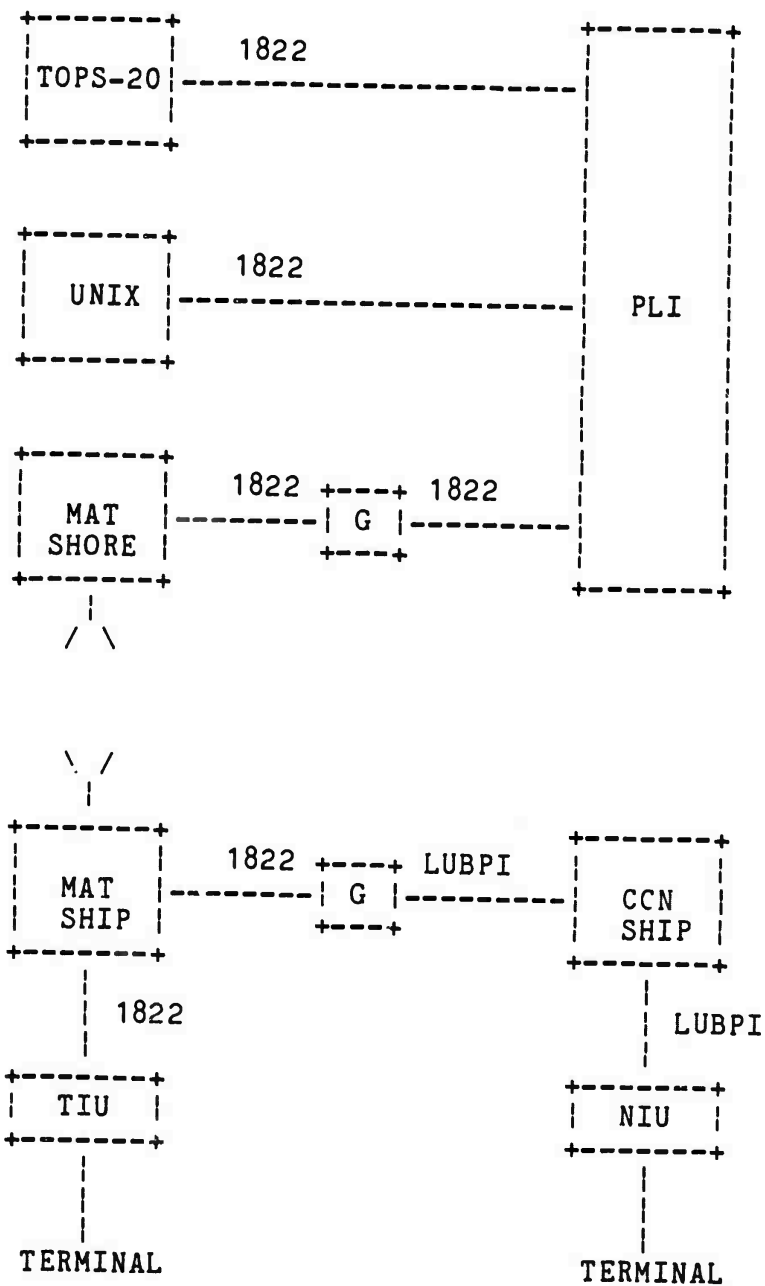 1822
TOPS-20
1822
UNIX
PLI
1822
G
1822
MAT
SHORE
1822
G
LUBPI
MAT
SHIP
CCN
SHIP
1822
LUBPI
TIU
NIU
TERMINAL
TERMINAL